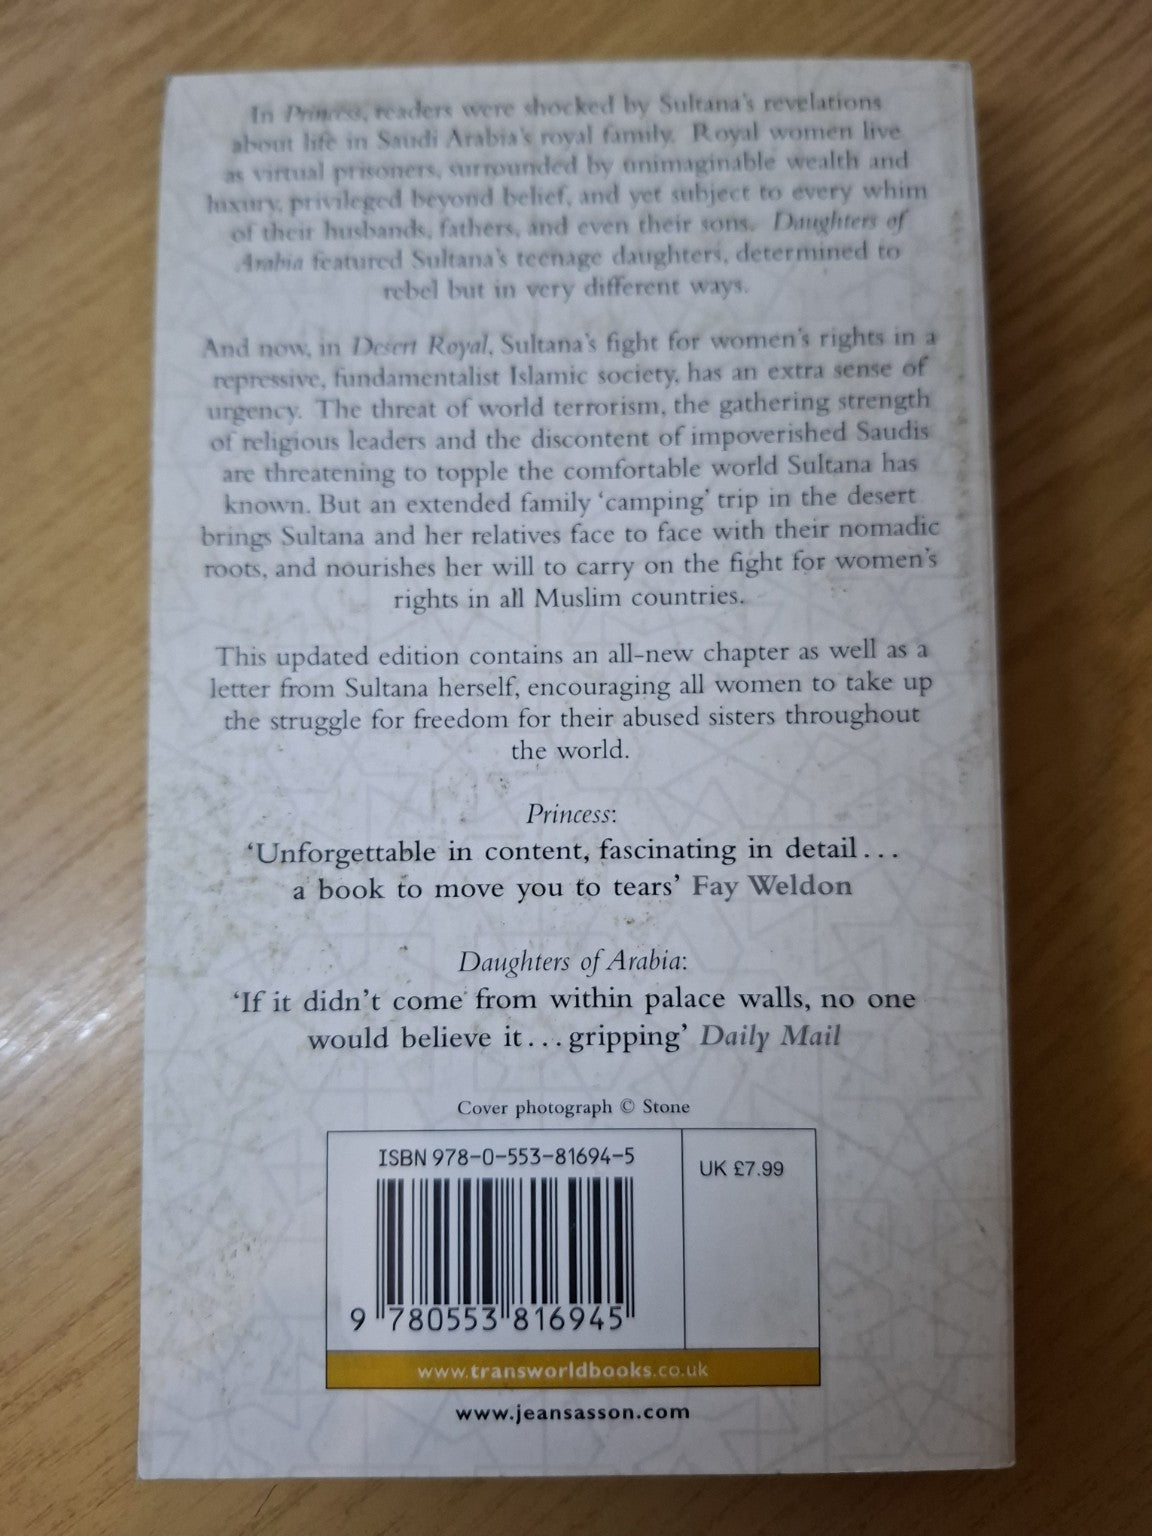 In Princess, readers were shocked by Sultana's revelations
about life in Saudi Arabia's royal family. Royal women live
as virtual prisoners, surrounded by unimaginable wealth and
luxury, privileged beyond belief, and yet subject to every whim
of their husbands, fathers, and even their sons. Daughters of
Arabia featured Sultana's teenage daughters, determined to
rebel but in very different ways.
And now, in Desert Royal, Sultana's fight for women's rights in a
repressive, fundamentalist Islamic society, has an extra sense of
urgency. The threat of world terrorism, the gathering strength
of religious leaders and the discontent of impoverished Saudis
are threatening to topple the comfortable world Sultana has
known. But an extended family ‘camping’ trip in the desert
brings Sultana and her relatives face to face with their nomadic
roots, and nourishes her will to carry on the fight for women's
rights in all Muslim countries.
This updated edition contains an all-new chapter as well as a
letter from Sultana herself, encouraging all women to take up
the struggle for freedom for their abused sisters throughout
the world.
Princess:
‘Unforgettable in content, fascinating in detail...
a book to move you to tears’ Fay Weldon
Daughters of Arabia:
‘If it didn't come from within palace walls, no one
would believe it...gripping’ Daily Mail
Cover photograph © Stone
ISBN 978-0-553-81694-5
UK £7.99
9 780553 816945
www.transworldbooks.co.uk
www.jeansasson.com